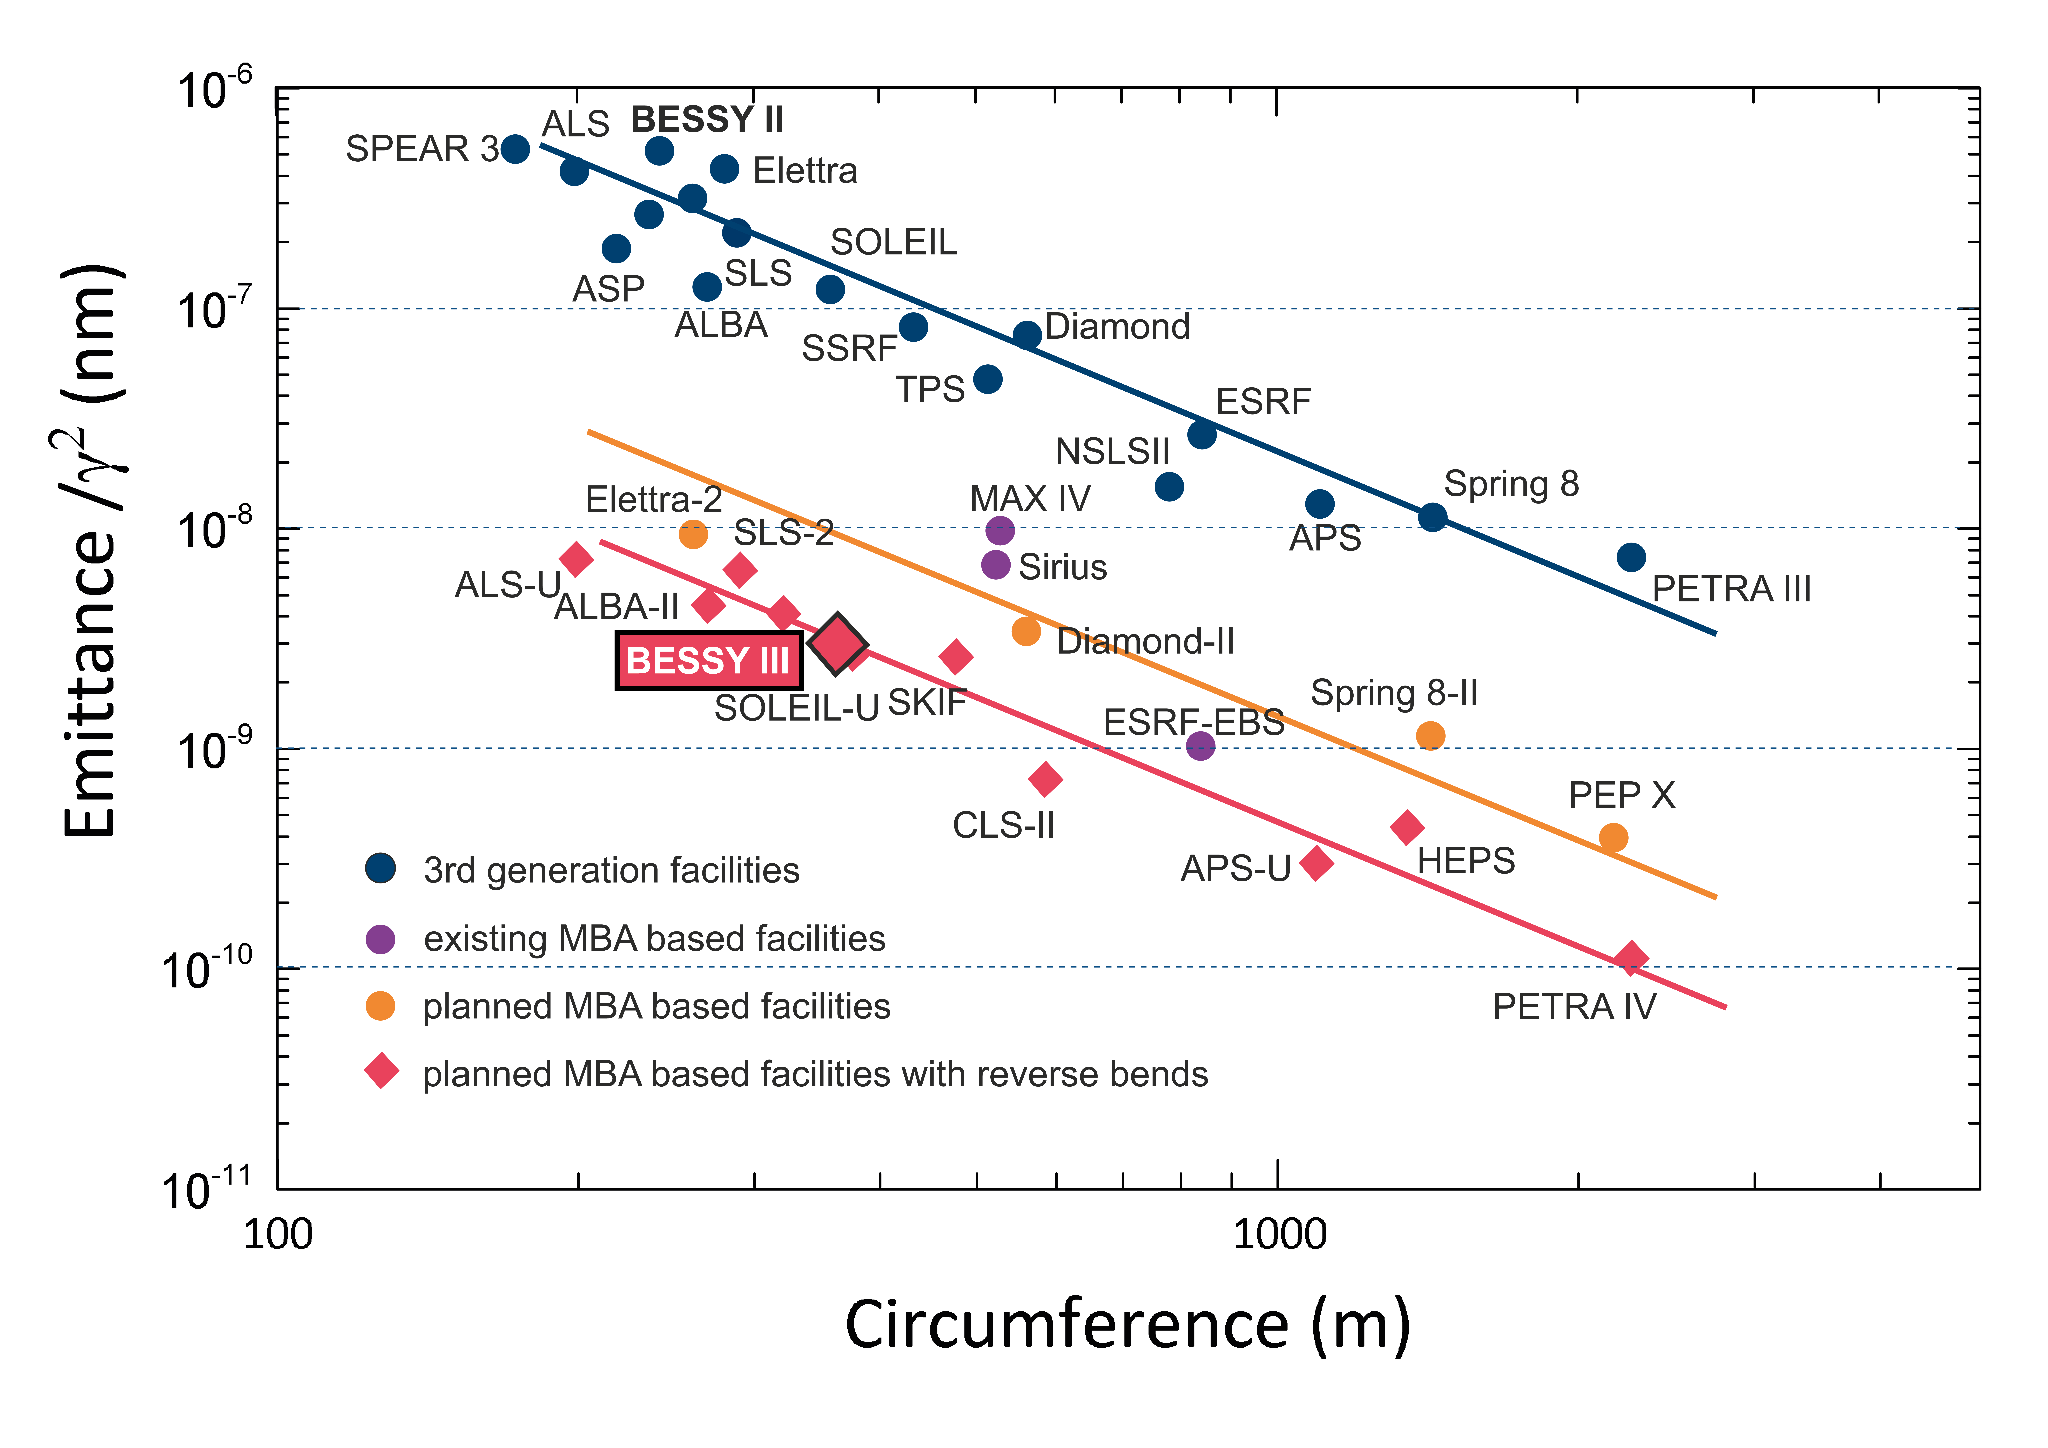 10-6
ALS
BESSY II
SPEAR 3
Elettra
SOLEIL
SLS
ASP
10-7
ALBA
Diamond
SSRF
TPS
ESRF
NSLSII
Spring 8
MAX IV
Elettra-2
10-8
SLS-2
APS
Sirius
ALS-U
PETRA III
ALBA-II
Diamond-II
BESSY III
Spring 8-II
SOLEIL-U
SKIF
ESRF-EBS
10-9
PEP X
CLS-II
HEPS
APS-U
3rd generation facilities
existing MBA based facilities
10-10
planned MBA based facilities
PETRA IV
planned MBA based facilities with reverse bends
10-11
100
1000
Circumference (m)
Emittance /γ2 (nm)